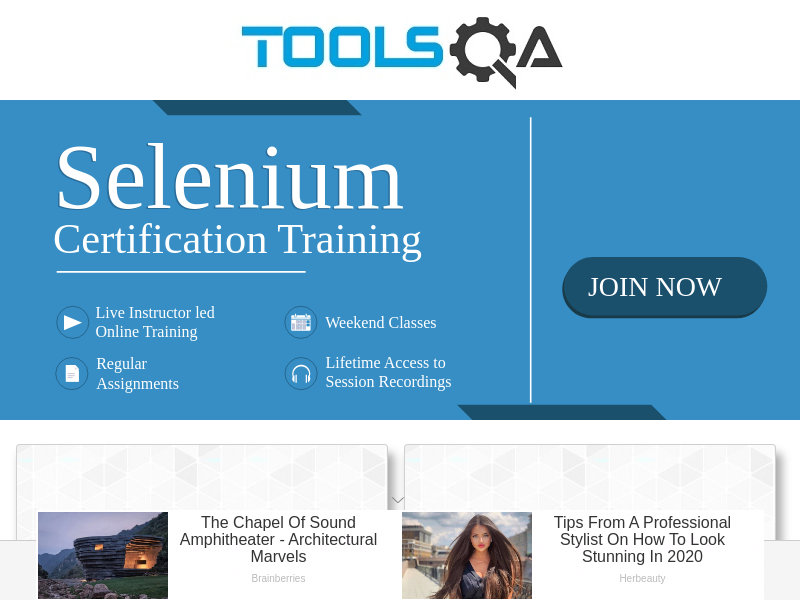 TOOLSQA
Selenium
Certification Training
Live Instructor led
Online Training
Weekend Classes
Regular
Assignments
Lifetime Access to
Session Recordings
JOIN NOW
The Chapel Of Sound
Amphitheater - Architectural
Marvels
Brainberries
Tips From A Professional
Stylist On How To Look
Stunning In 2020
Herbeauty